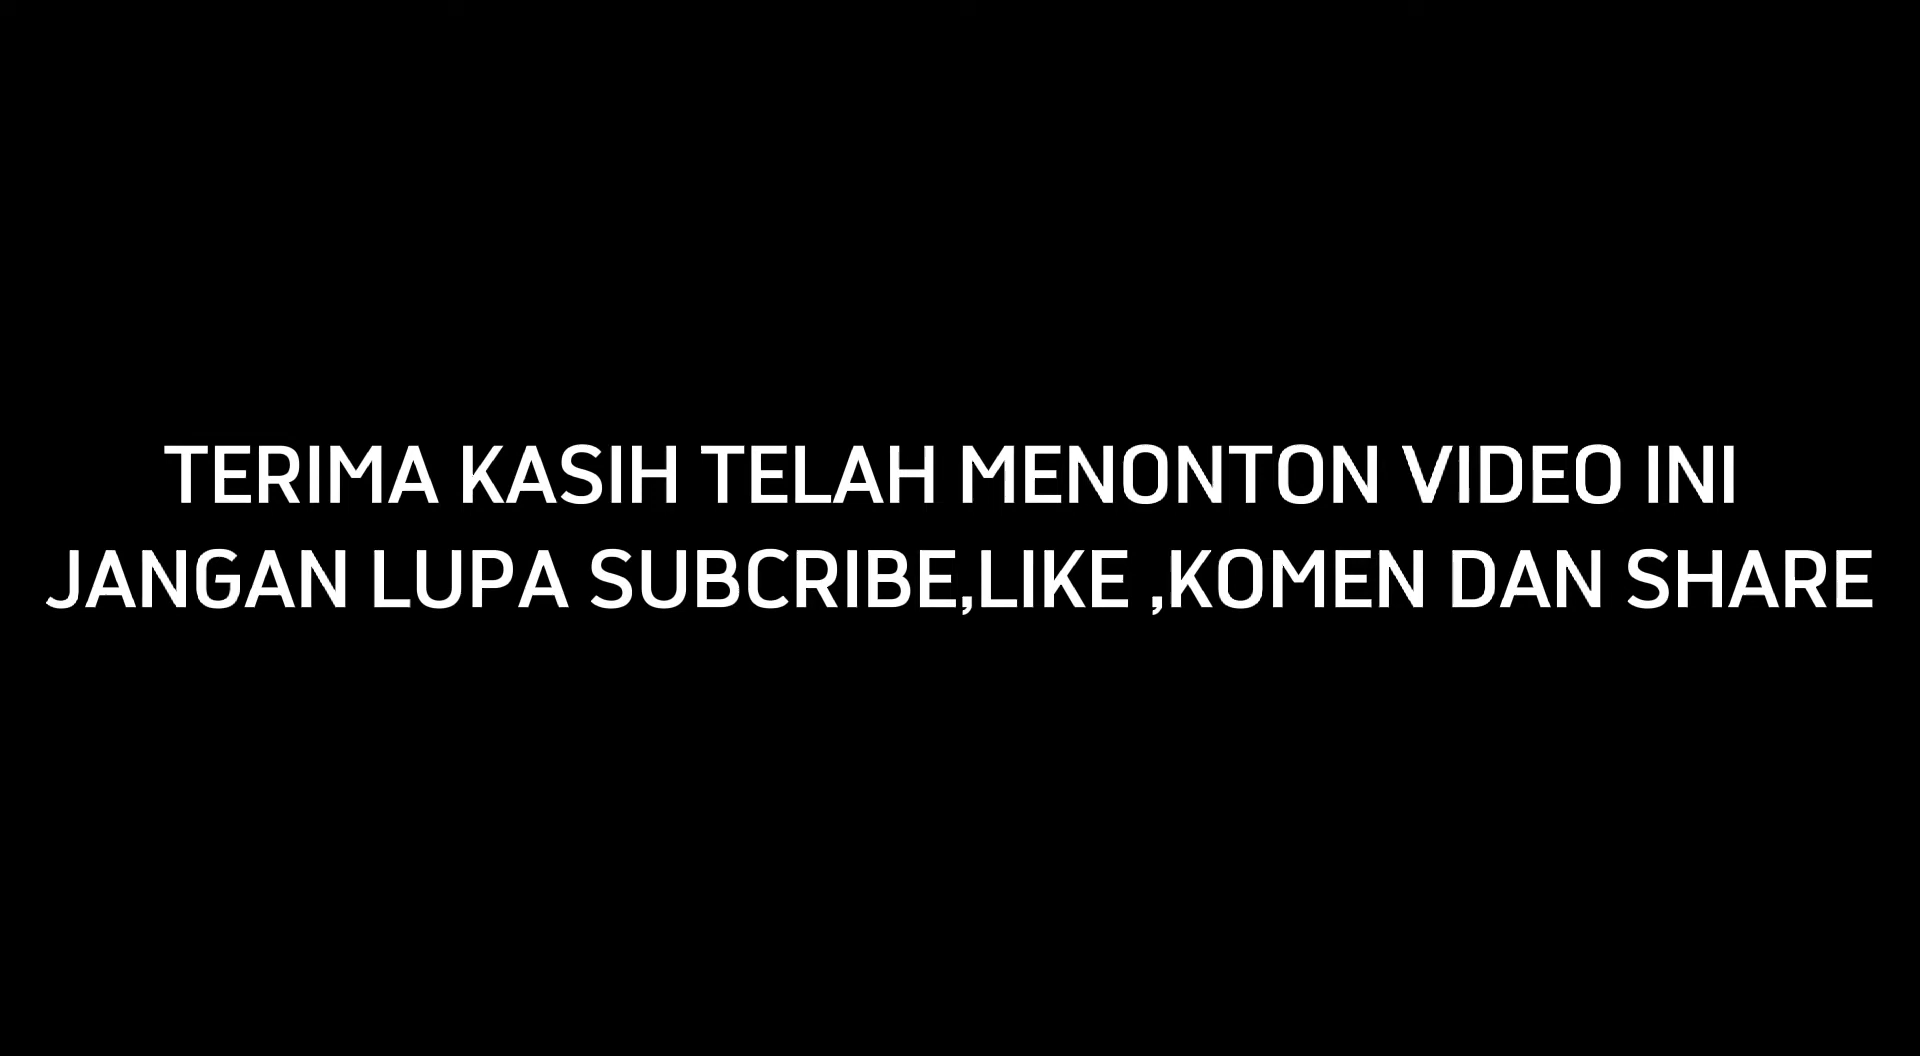 TERIMA KASIH TELAH MENONTON VIDEO INI
JANGAN LUPA SUBCRIBE,LIKE ,KOMEN DAN SHARE